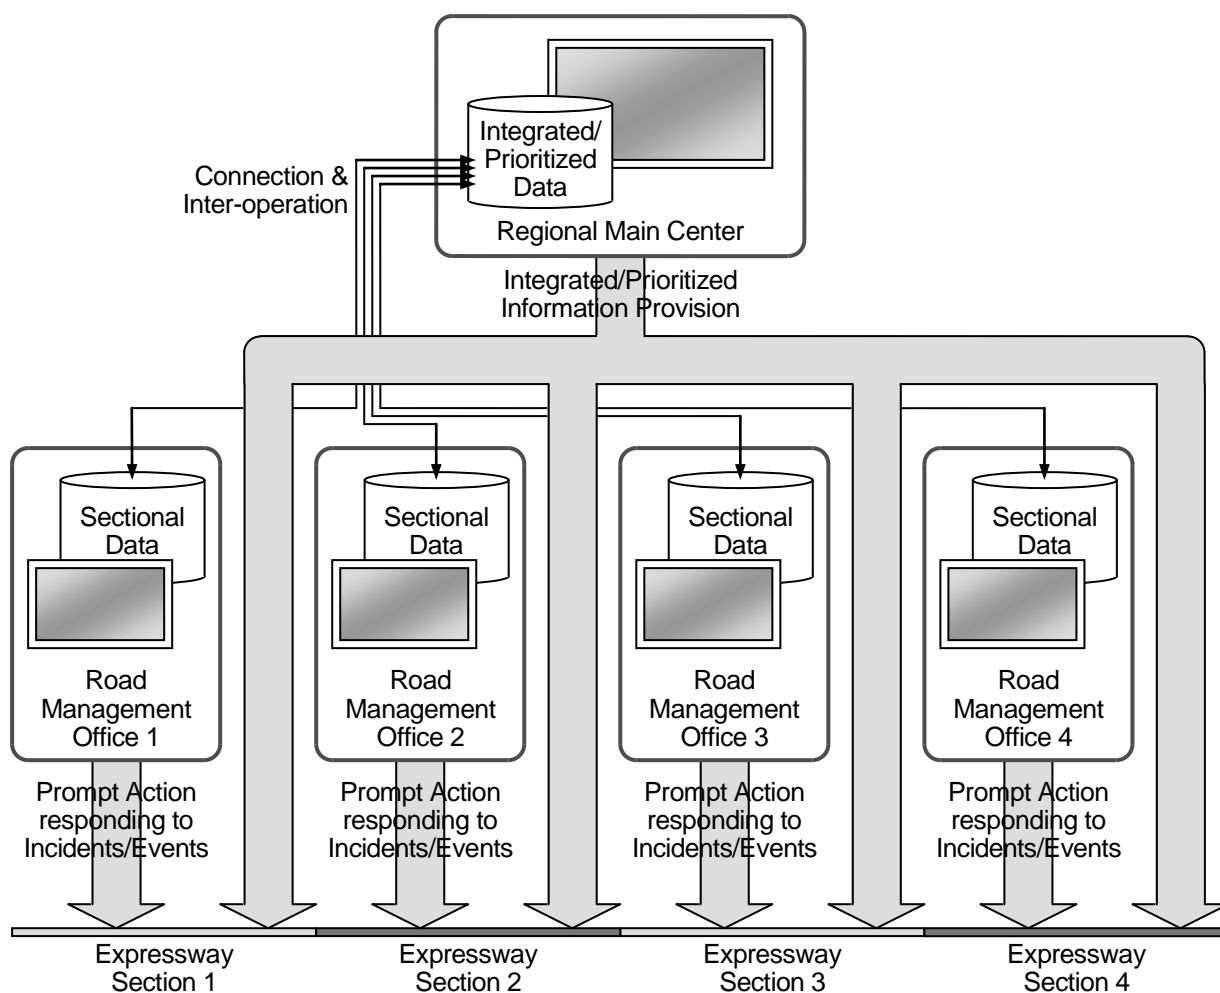 Integrated/
Prioritized
Data
Connection &
Inter-operation
Regional Main Center
Integrated/Prioritized
Information Provision
Sectional
Data
Road
Management
Office 1
Sectional
Data
Road
Management
Office 2
Sectional
Data
Road
Management
Office 3
Sectional
Data
Road
Management
Office 4
Prompt Action
responding to
Incidents/Events
Prompt Action
responding to
Incidents/Events
Prompt Action
responding to
Incidents/Events
Prompt Action
responding to
Incidents/Events
Expressway
Section 1
Expressway
Section 2
Expressway
Section 3
Expressway
Section 4